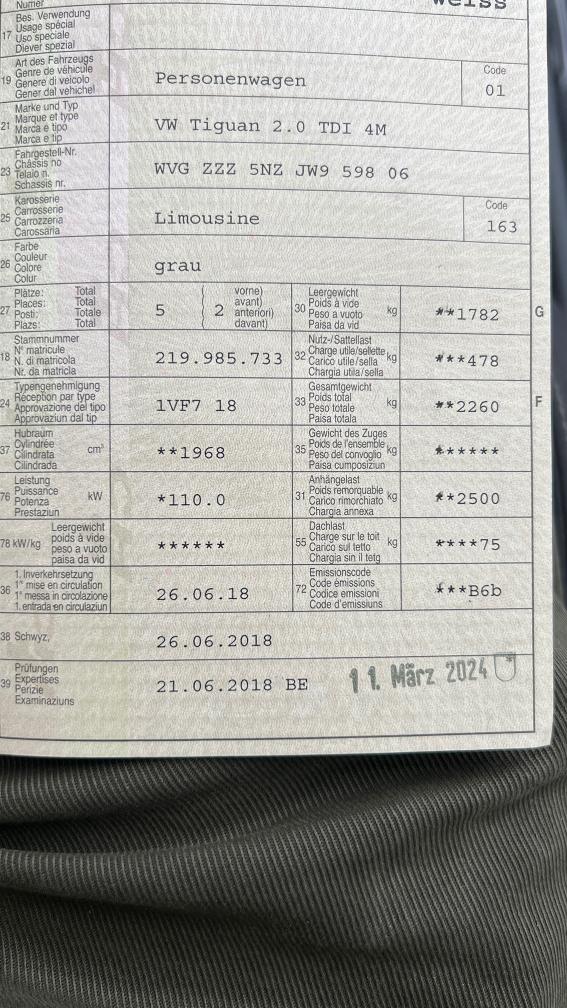 Numer
weiss
17 Bes. Verwendung
Usage spécial
Uso speciale
Diever spezial
19 Art des Fahrzeugs
Genre de véhicule
Genere di veicolo
Gener dal vehichel
Personenwagen
Code
01
21 Marke und Typ
Marque et type
Marca e tipo
Marca e tip
VW Tiguan 2.0 TDI 4M
23 Fahrgestell-Nr.
Châssis no
Telaio n.
Schassis nr.
WVG ZZZ 5NZ JW9 598 06
25 Karosserie
Carrosserie
Carrozzeria
Carossaria
Limousine
Code
163
26 Farbe
Couleur
Colore
Colur
grau
27 Plätze: Total
Places: Total
Posti: Totale
Plazs: Total
5
2
vorne)
avant)
anteriori)
davant)
30 Leergewicht
Poids à vide
Peso a vuoto
Paisa da vid
kg
**1782
G
18 Stammnummer
N° matricule
N. di matricola
Nr. da matricla
219.985.733
32 Nutz-/Sattellast
Charge utile/sellette
Carico utile/sella
Chargia utila/sella
kg
***478
24 Typengenehmigung
Réception par type
Approvazione del tipo
Approvaziun dal tip
1VF7 18
33 Gesamtgewicht
Poids total
Peso totale
Paisa totala
kg
**2260
F
37 Hubraum
Cylindrée
Cilindrata
Cilindrada
cm³
**1968
35 Gewicht des Zuges
Poids de l'ensemble
Peso del convoglio
Paisa cumposiziun
kg
******
76 Leistung
Puissance
Potenza
Prestaziun
kW
*110.0
31 Anhängelast
Poids remorquable
Carico rimorchiato
Chargia annexa
kg
**2500
78 kW/kg
Leergewicht
poids à vide
peso a vuoto
paisa da vid
******
55 Dachlast
Charge sur le toit
Carico sul tetto
Chargia sin il tetg
kg
****75
36 1. Inverkehrsetzung
1re mise en circulation
1a messa in circolazione
1. entrada en circulaziun
26.06.18
72 Emissionscode
Code émissions
Codice emissioni
Code d'emissiuns
***B6b
38 Schwyz,
26.06.2018
39 Prüfungen
Expertises
Perizie
Examinaziuns
21.06.2018 BE
11. März 2024